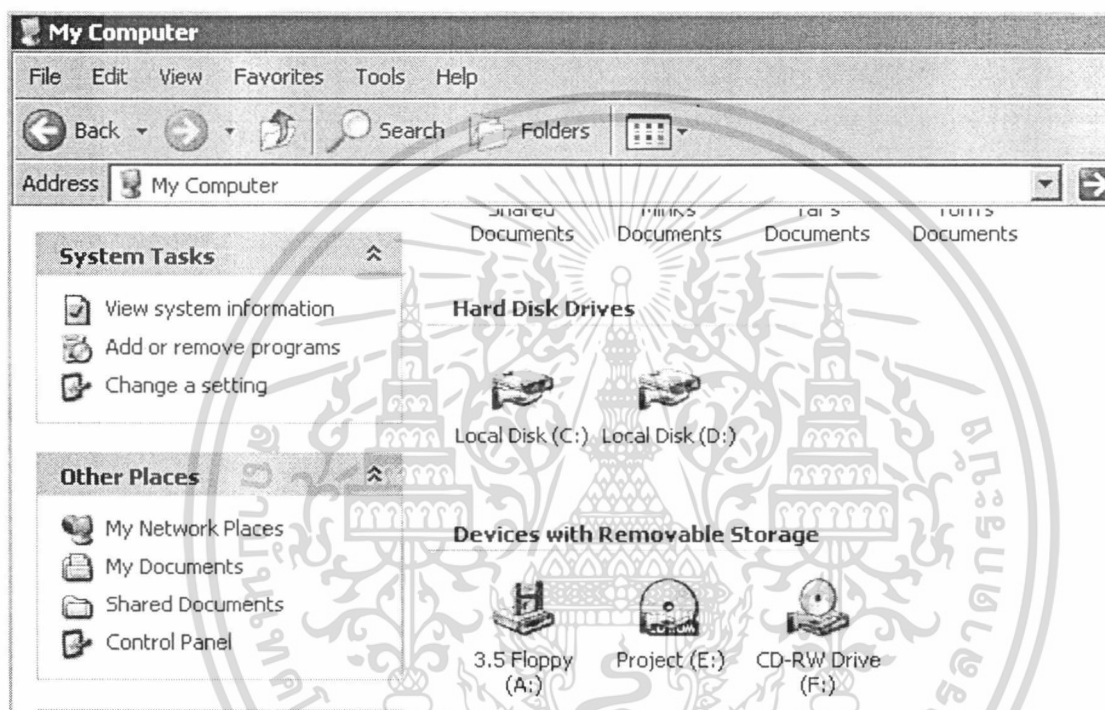 My Computer
File Edit View Favorites Tools Help
Back Search Folders
Address My Computer
Shared Documents
Documents
Documents
Documents
System Tasks
View system information
Add or remove programs
Change a setting
Hard Disk Drives
Local Disk (C:) Local Disk (D:)
Other Places
My Network Places
My Documents
Shared Documents
Control Panel
Devices with Removable Storage
3.5 Floppy (A:)
Project (E:)
CD-RW Drive (F:)